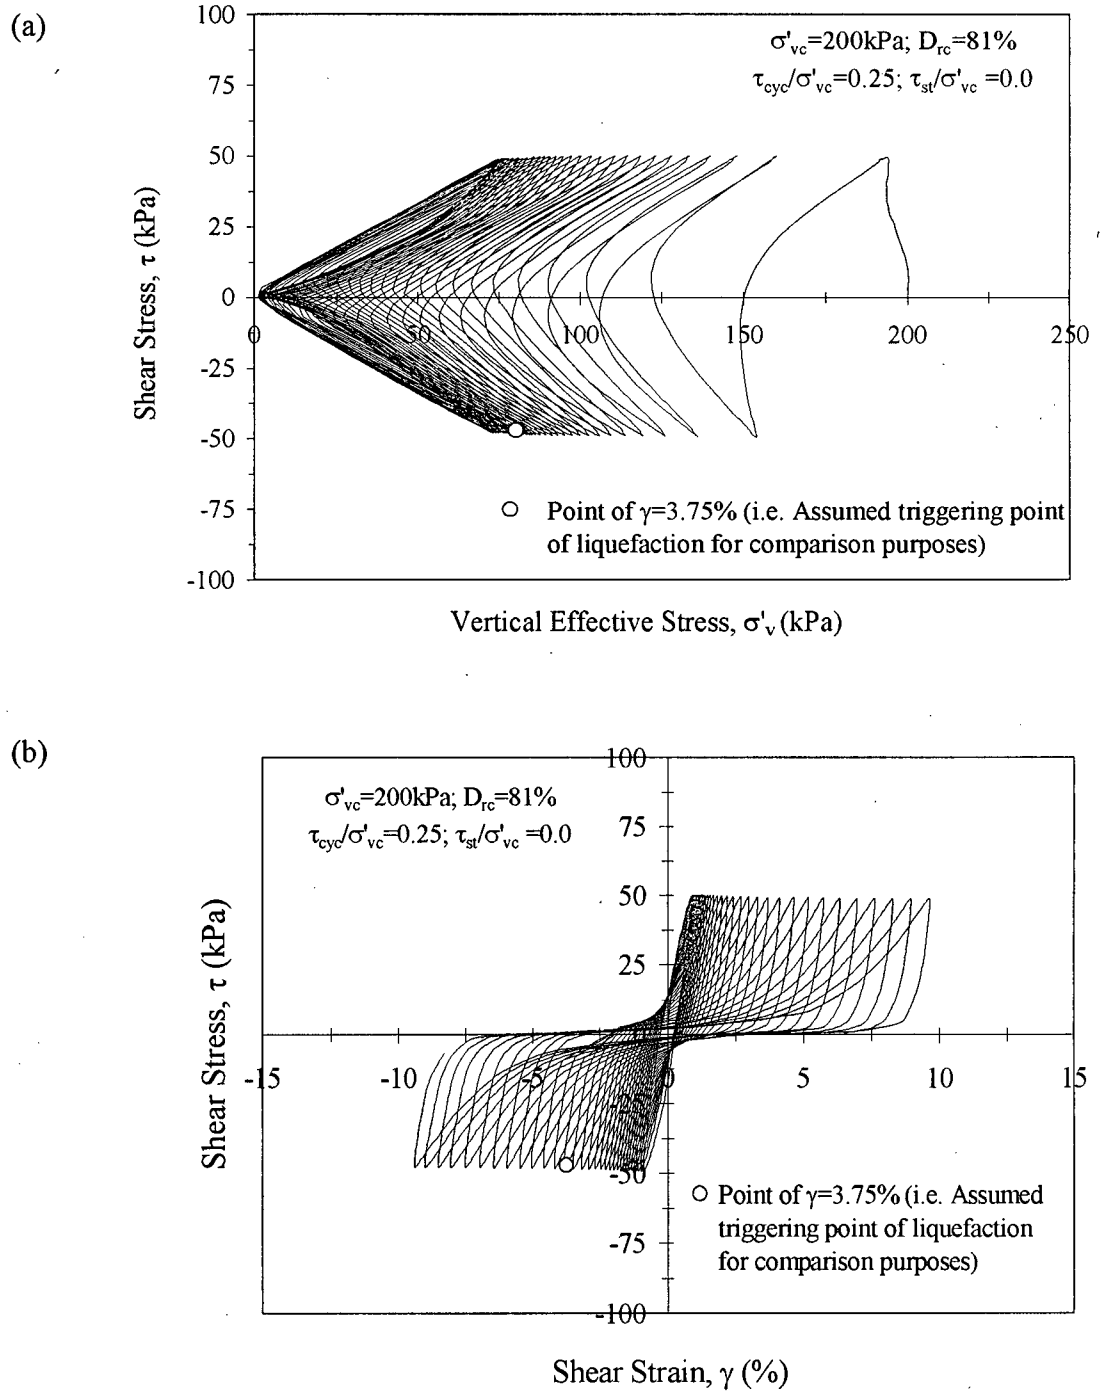 (a)
σ'vc=200kPa; Drc=81%
τcyc/σ'vc=0.25; τst/σ'vc =0.0
100
75
50
25
0
-25
-50
-75
-100
0
50
100
150
200
250
Shear Stress, τ (kPa)
Point of γ=3.75% (i.e. Assumed triggering point
of liquefaction for comparison purposes)
Vertical Effective Stress, σ'v (kPa)
(b)
σ'vc=200kPa; Drc=81%
τcyc/σ'vc=0.25; τst/σ'vc =0.0
100
75
50
25
-25
-50
-75
-100
-15
-10
-5
0
5
10
15
Shear Stress, τ (kPa)
Point of γ=3.75% (i.e. Assumed
triggering point of liquefaction
for comparison purposes)
Shear Strain, γ (%)